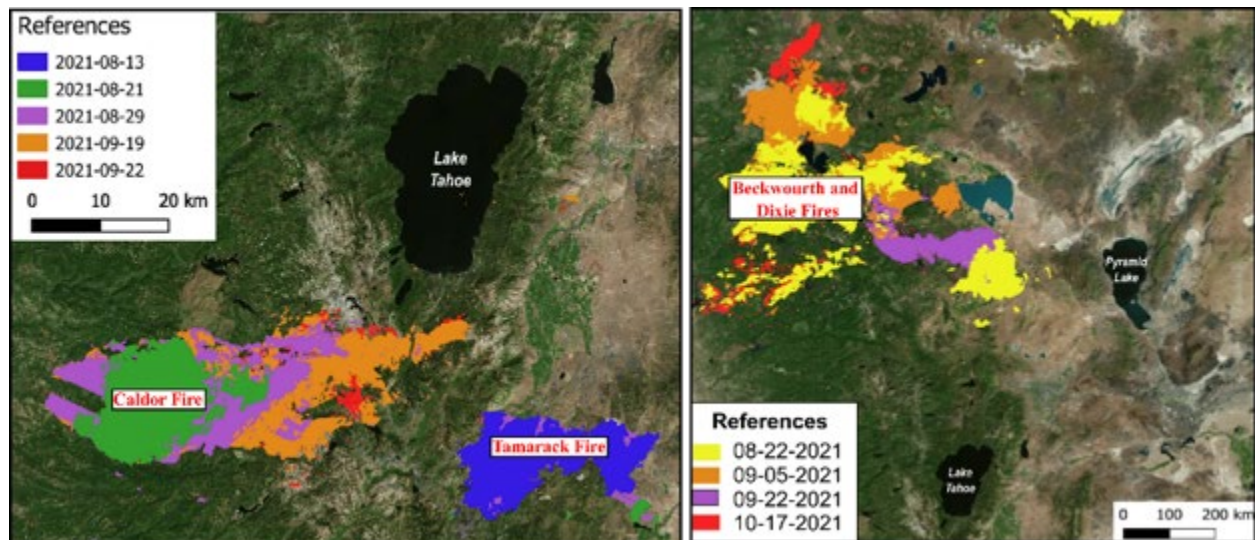 References
2021-08-13
2021-08-21
2021-08-29
2021-09-19
2021-09-22
0 10 20 km
Lake
Tahoe
Caldor Fire
Tamarack Fire
Beckwourth and
Dixie Fires
Pyramid
Lake
References
08-22-2021
09-05-2021
09-22-2021
10-17-2021
Lake
Tahoe
0 100 200 km